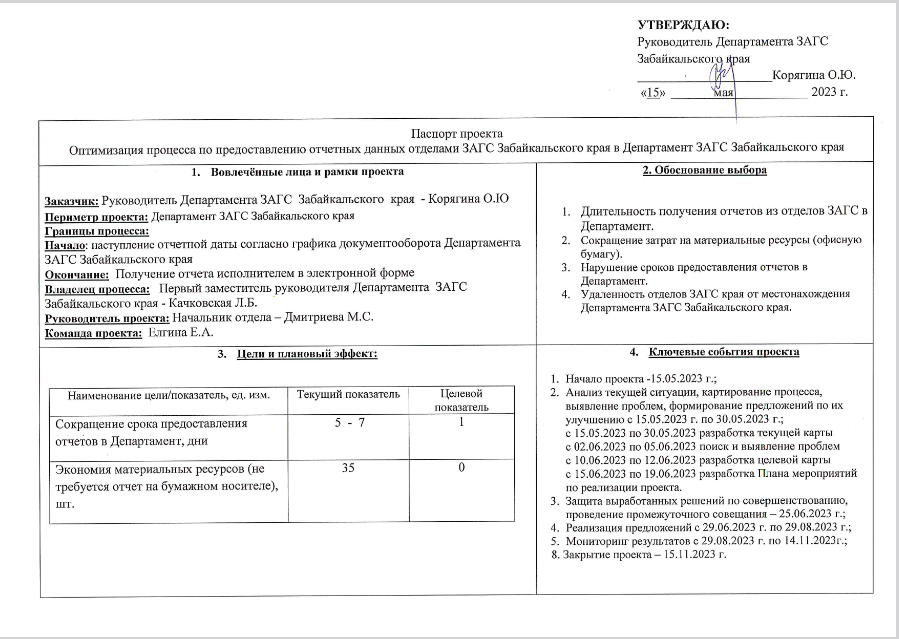 УТВЕРЖДАЮ:
Руководитель Департамента ЗАГС
Забайкальского края
Корягина О.Ю.
«15» мая 2023 г.
Паспорт проекта
Оптимизация процесса по предоставлению отчетных данных отделами ЗАГС Забайкальского края в Департамент ЗАГС Забайкальского края
1. Вовлечённые лица и рамки проекта
Заказчик: Руководитель Департамента ЗАГС Забайкальского края - Корягина О.Ю
Периметр проекта: Департамент ЗАГС Забайкальского края
Границы процесса:
Начало: наступление отчетной даты согласно графика документооборота Департамента
ЗАГС Забайкальского края
Окончание: Получение отчета исполнителем в электронной форме
Владелец процесса: Первый заместитель руководителя Департамента ЗАГС
Забайкальского края - Качковская Л.Б.
Руководитель проекта: Начальник отдела – Дмитриева М.С.
Команда проекта: Елгина Е.А.
2. Обоснование выбора
1. Длительность получения отчетов из отделов ЗАГС в
Департамент.
2. Сокращение затрат на материальные ресурсы (офисную
бумагу).
3. Нарушение сроков предоставления отчетов в
Департамент.
4. Удаленность отделов ЗАГС края от местонахождения
Департамента ЗАГС Забайкальского края.
3. Цели и плановый эффект:
Наименование цели/показатель, ед. изм. Текущий показатель Целевой
показатель
Сокращение срока предоставления 5 - 7 1
отчетов в Департамент, дни
Экономия материальных ресурсов (не 35 0
требуется отчет на бумажном носителе),
шт.
4. Ключевые события проекта
1. Начало проекта -15.05.2023 г.;
2. Анализ текущей ситуации, картирование процесса,
выявление проблем, формирование предложений по их
улучшению с 15.05.2023 г. по 30.05.2023 г.;
с 15.05.2023 по 30.05.2023 разработка текущей карты
с 02.06.2023 по 05.06.2023 поиск и выявление проблем
с 10.06.2023 по 12.06.2023 разработка целевой карты
с 15.06.2023 по 19.06.2023 разработка Плана мероприятий
по реализации проекта.
3. Защита выработанных решений по совершенствованию,
проведение промежуточного совещания – 25.06.2023 г.;
4. Реализация предложений с 29.06.2023 г. по 29.08.2023 г.;
5. Мониторинг результатов с 29.08.2023 г. по 14.11.2023г.;
8. Закрытие проекта – 15.11.2023 г.